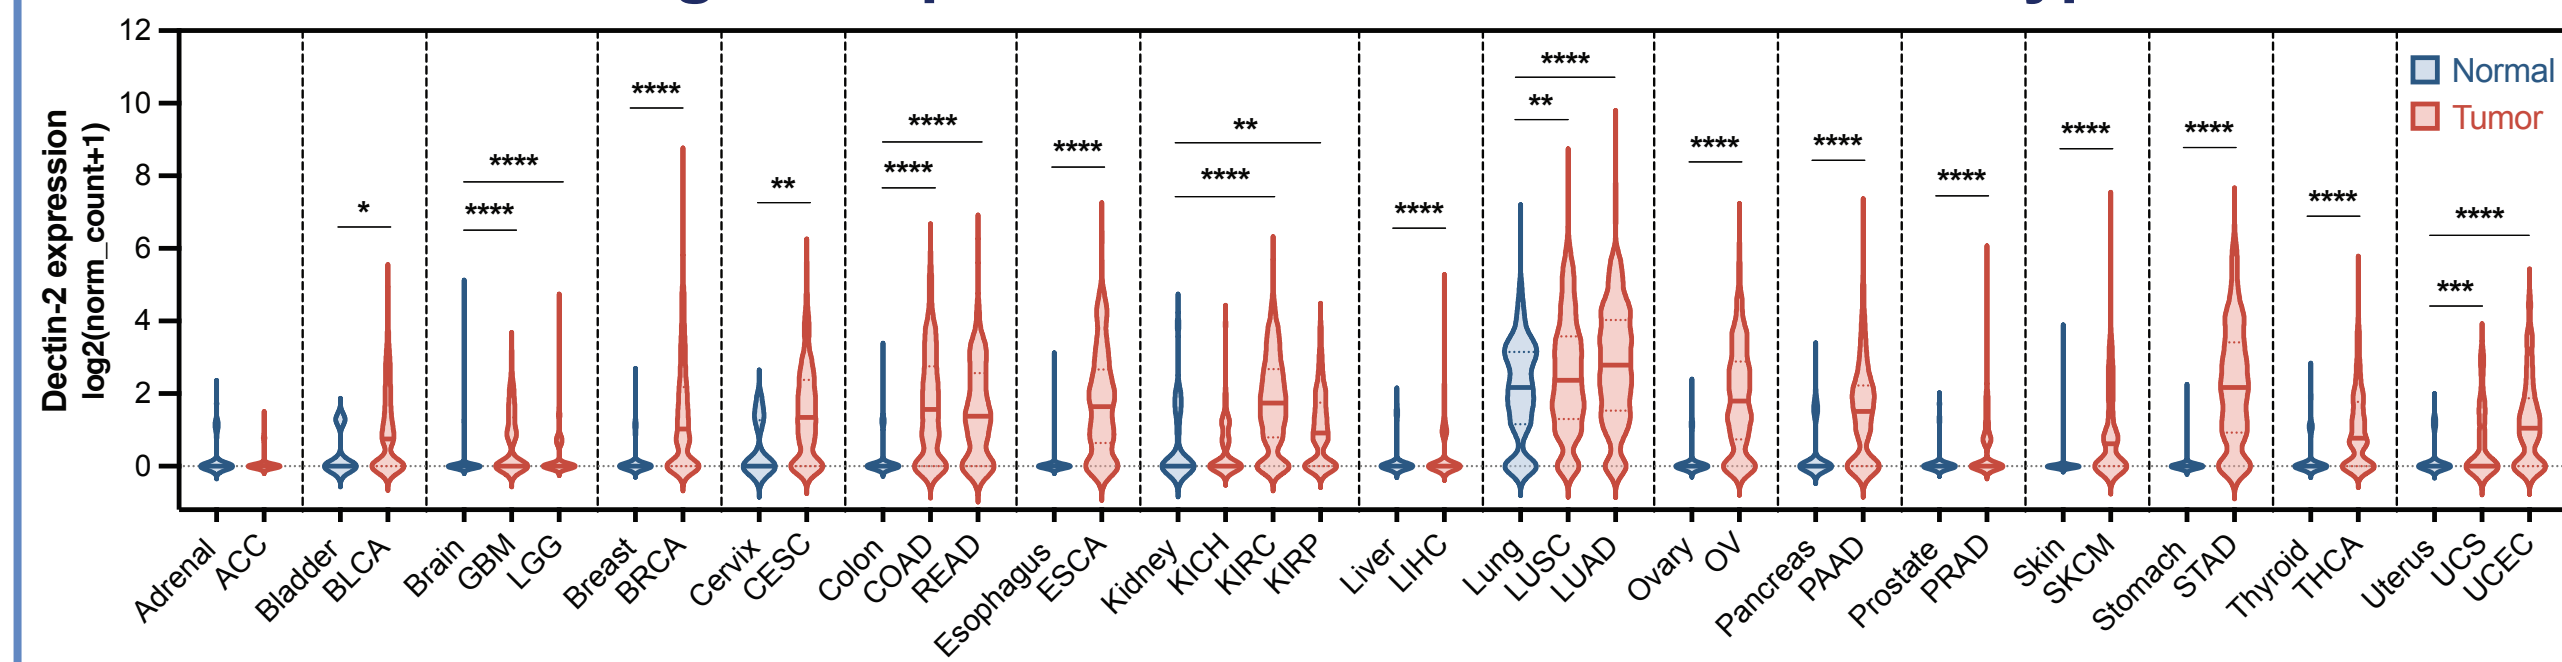 12
10
8
6
4
2
0
Dectin-2 expression
log2(norm_count+1)
Normal
Tumor
*
****
****
****
**
****
****
****
**
****
****
****
**
****
****
****
****
****
****
****
***
Adrenal
ACC
Bladder
BLCA
Brain
GBM
LGG
Breast
BRCA
Cervix
CESC
Colon
COAD
READ
Esophagus
ESCA
Kidney
KICH
KIRC
KIRP
Liver
LIHC
Lung
LUSC
LUAD
Ovary
OV
Pancreas
PAAD
Prostate
PRAD
Skin
SKCM
Stomach
STAD
Thyroid
THCA
Uterus
UCS
UCEC